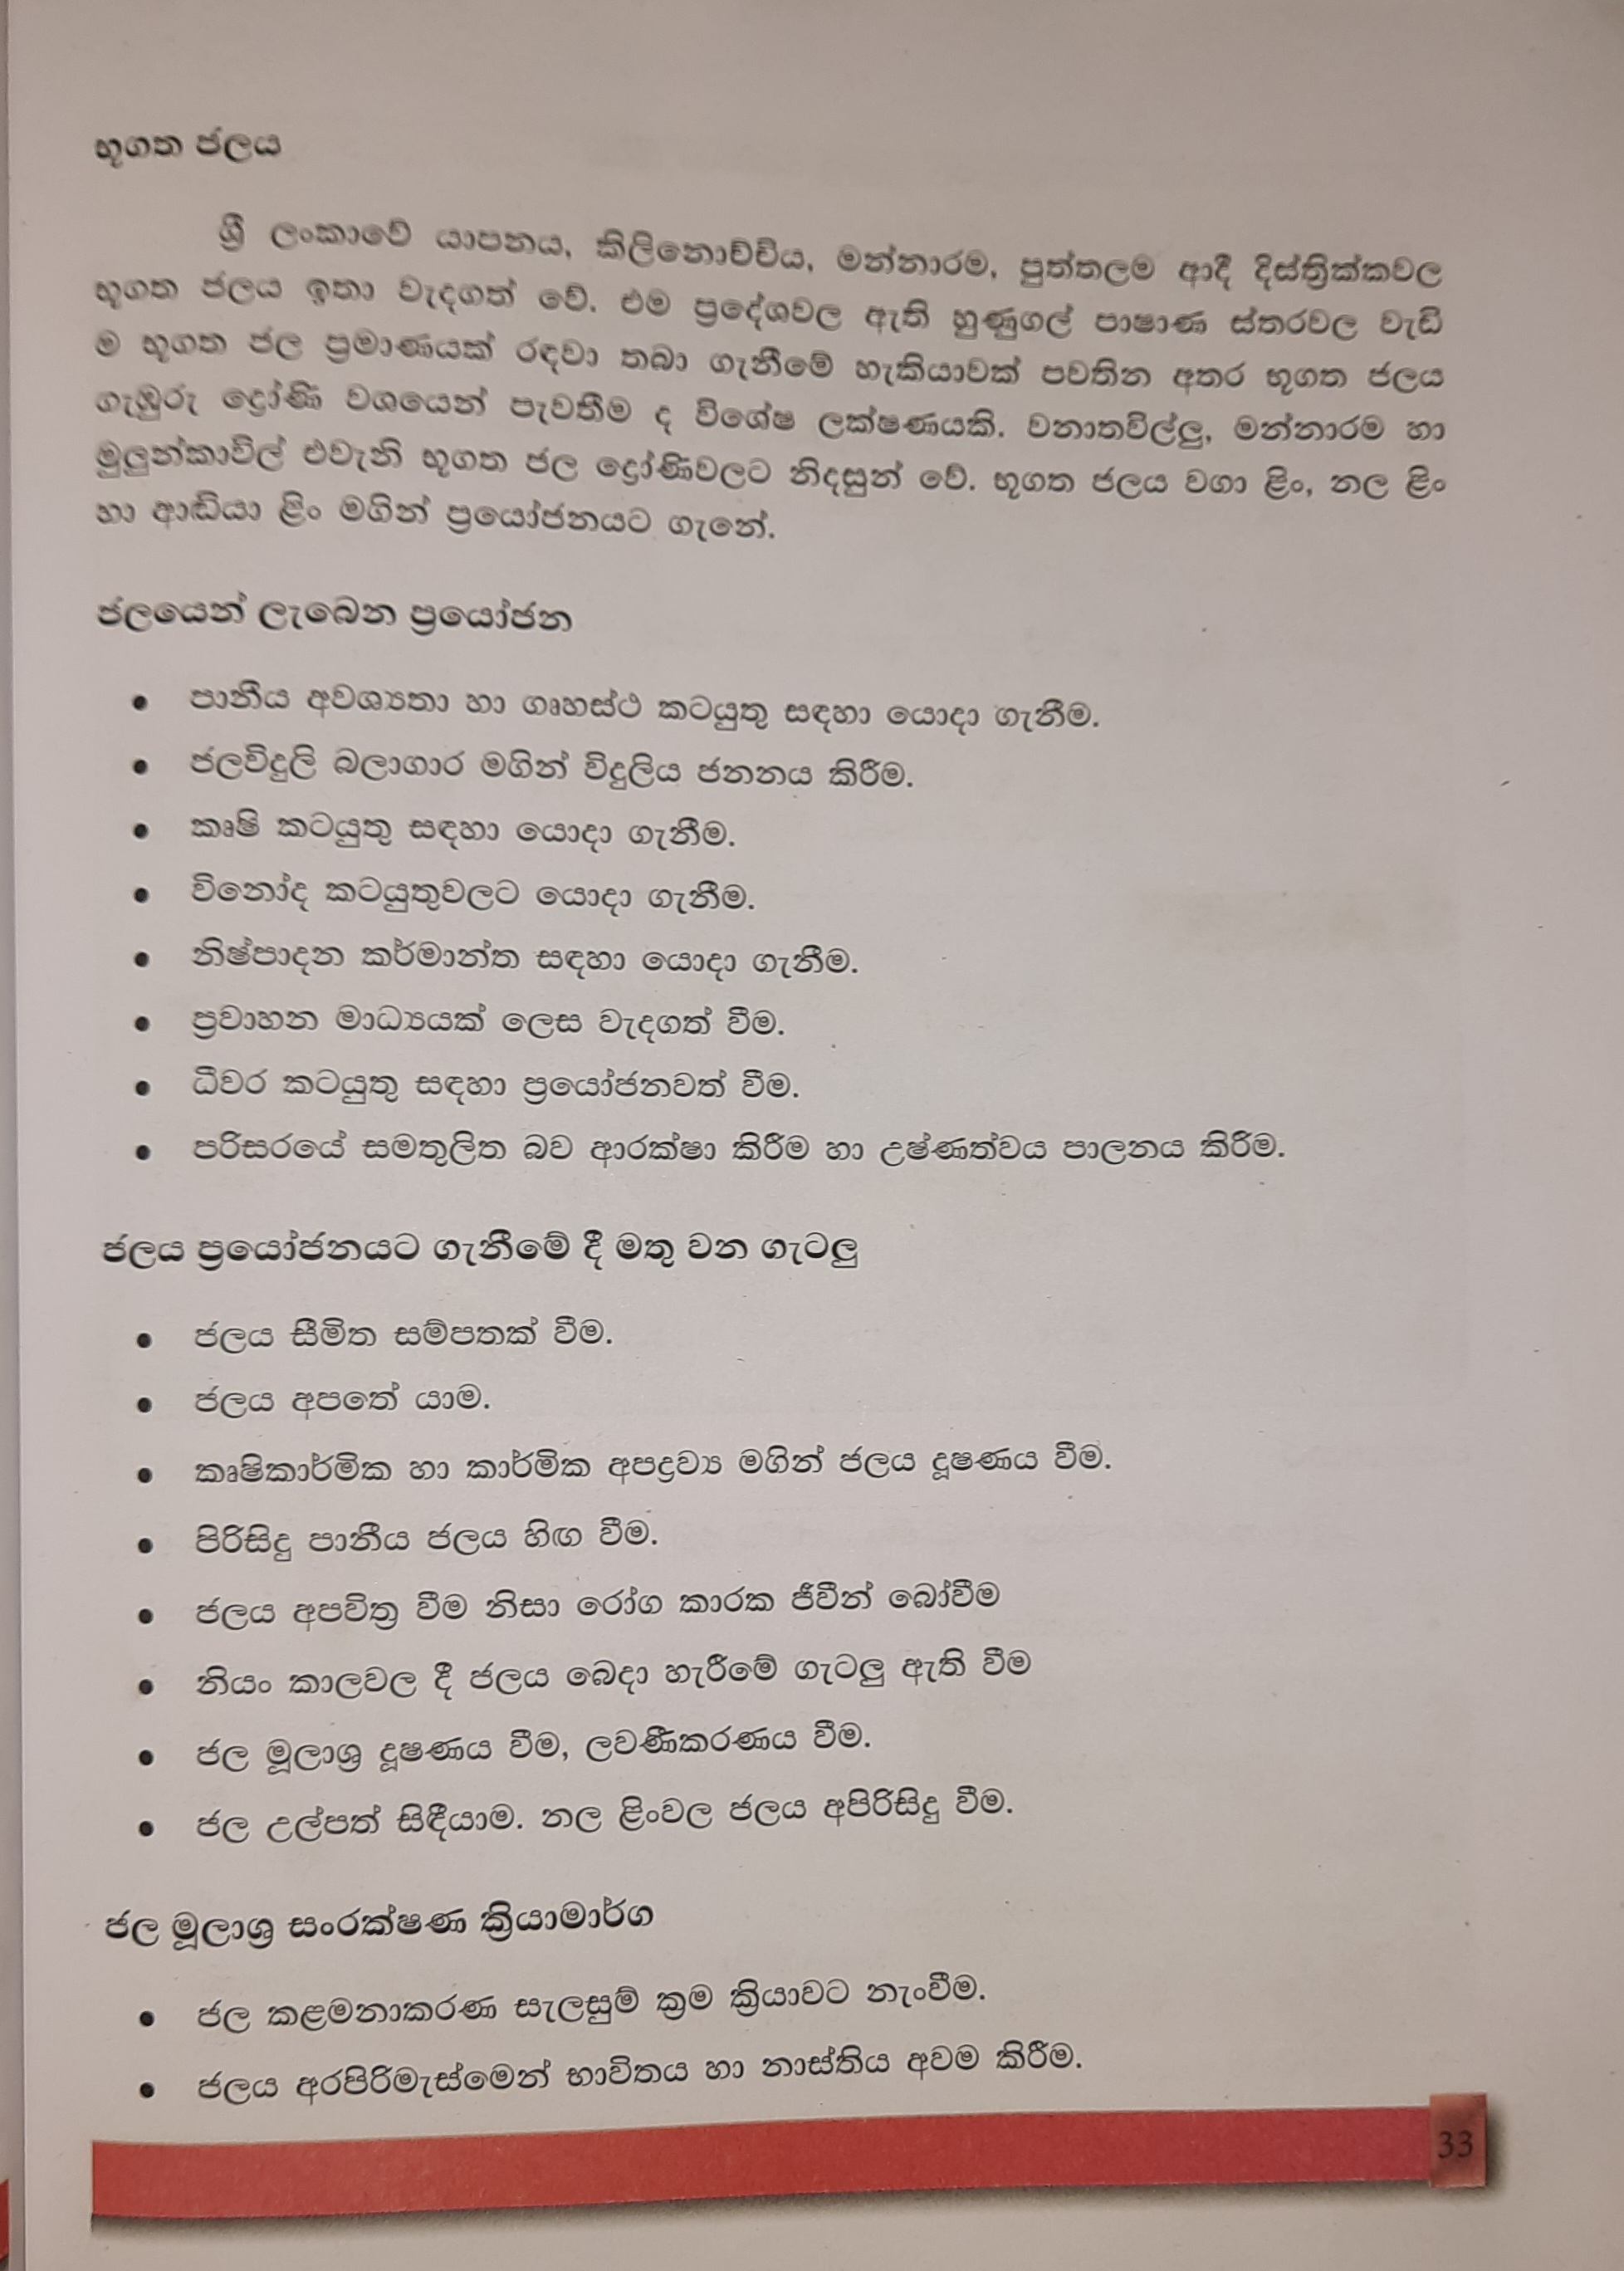 භූගත ජලය
ශ්‍රී ලංකාවේ යාපනය, කිලිනොච්චිය, මන්නාරම, පුත්තලම ආදී දිස්ත්‍රික්කවල
භූගත ජලය ඉතා වැදගත් වේ. එම ප්‍රදේශවල ඇති හුණුගල් පාෂාණ ස්තරවල වැඩි
ම භූගත ජල ප්‍රමාණයක් රඳවා තබා ගැනීමේ හැකියාවක් පවතින අතර භූගත ජලය
ගැඹුරු ද්‍රෝණි වශයෙන් පැවතීම ද විශේෂ ලක්ෂණයකි. වනාතවිල්ලු, මන්නාරම හා
මුලුන්කාවිල් එවැනි භූගත ජල ද්‍රෝණිවලට නිදසුන් වේ. භූගත ජලය වගා ළිං, නල ළිං
හා ආඬියා ළිං මගින් ප්‍රයෝජනයට ගැනේ.
ජලයෙන් ලැබෙන ප්‍රයෝජන
• පානීය අවශ්‍යතා හා ගෘහස්ථ කටයුතු සඳහා යොදා ගැනීම.
• ජලවිදුලි බලාගාර මගින් විදුලිය ජනනය කිරීම.
• කෘෂි කටයුතු සඳහා යොදා ගැනීම.
• විනෝද කටයුතුවලට යොදා ගැනීම.
• නිෂ්පාදන කර්මාන්ත සඳහා යොදා ගැනීම.
• ප්‍රවාහන මාධ්‍යයක් ලෙස වැදගත් වීම.
• ධීවර කටයුතු සඳහා ප්‍රයෝජනවත් වීම.
• පරිසරයේ සමතුලිත බව ආරක්ෂා කිරීම හා උෂ්ණත්වය පාලනය කිරීම.
ජලය ප්‍රයෝජනයට ගැනීමේ දී මතු වන ගැටලු
• ජලය සීමිත සම්පතක් වීම.
• ජලය අපතේ යාම.
• කෘෂිකාර්මික හා කාර්මික අපද්‍රව්‍ය මගින් ජලය දූෂණය වීම.
• පිරිසිදු පානීය ජලය හිඟ වීම.
• ජලය අපවිත්‍ර වීම නිසා රෝග කාරක ජීවීන් බෝවීම
• නියං කාලවල දී ජලය බෙදා හැරීමේ ගැටලු ඇති වීම
• ජල මූලාශ්‍ර දූෂණය වීම, ලවණීකරණය වීම.
• ජල උල්පත් සිඳීයාම. නල ළිංවල ජලය අපිරිසිදු වීම.
ජල මූලාශ්‍ර සංරක්ෂණ ක්‍රියාමාර්ග
• ජල කළමනාකරණ සැලසුම් ක්‍රම ක්‍රියාවට නැංවීම.
• ජලය අරපිරිමැස්මෙන් භාවිතය හා නාස්තිය අවම කිරීම.
33